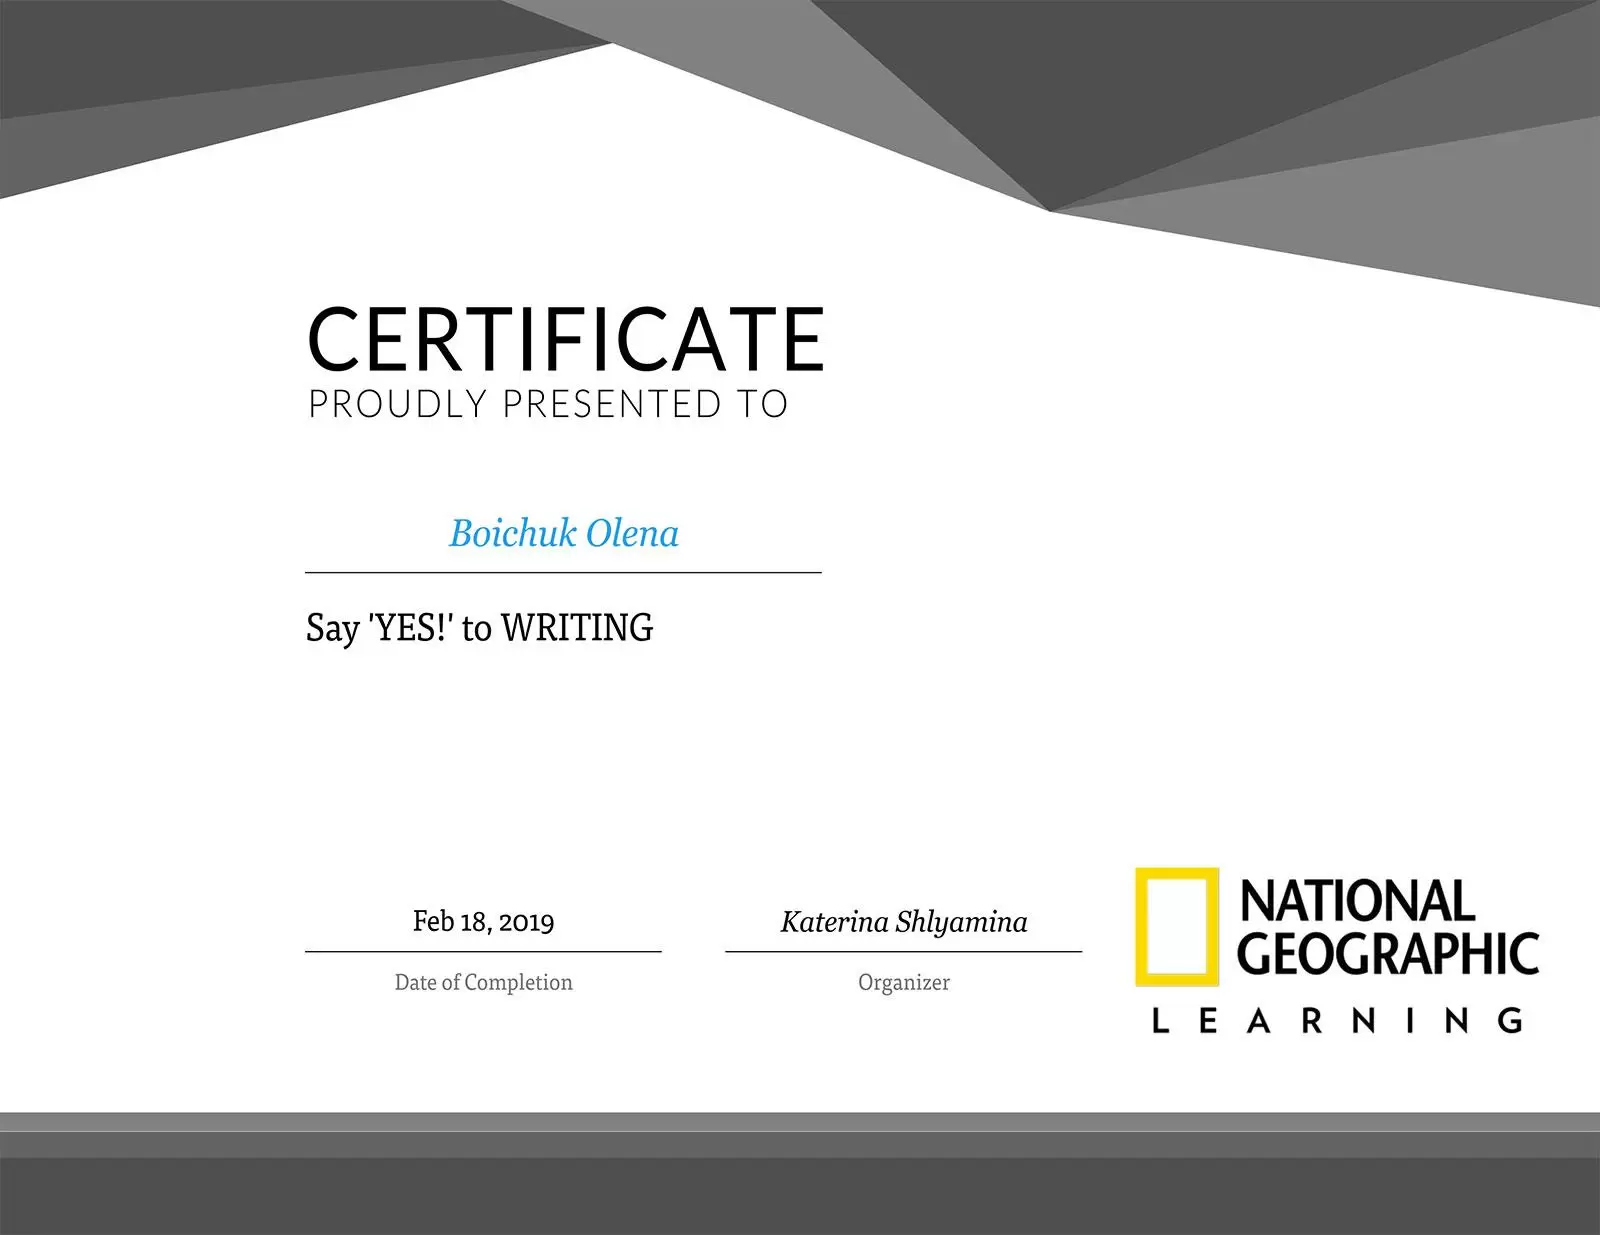 CERTIFICATE
PROUDLY PRESENTED TO
Boichuk Olena
Say 'YES!' to WRITING
Feb 18, 2019
Date of Completion
Katerina Shlyamina
Organizer
NATIONAL
GEOGRAPHIC
LEARNING